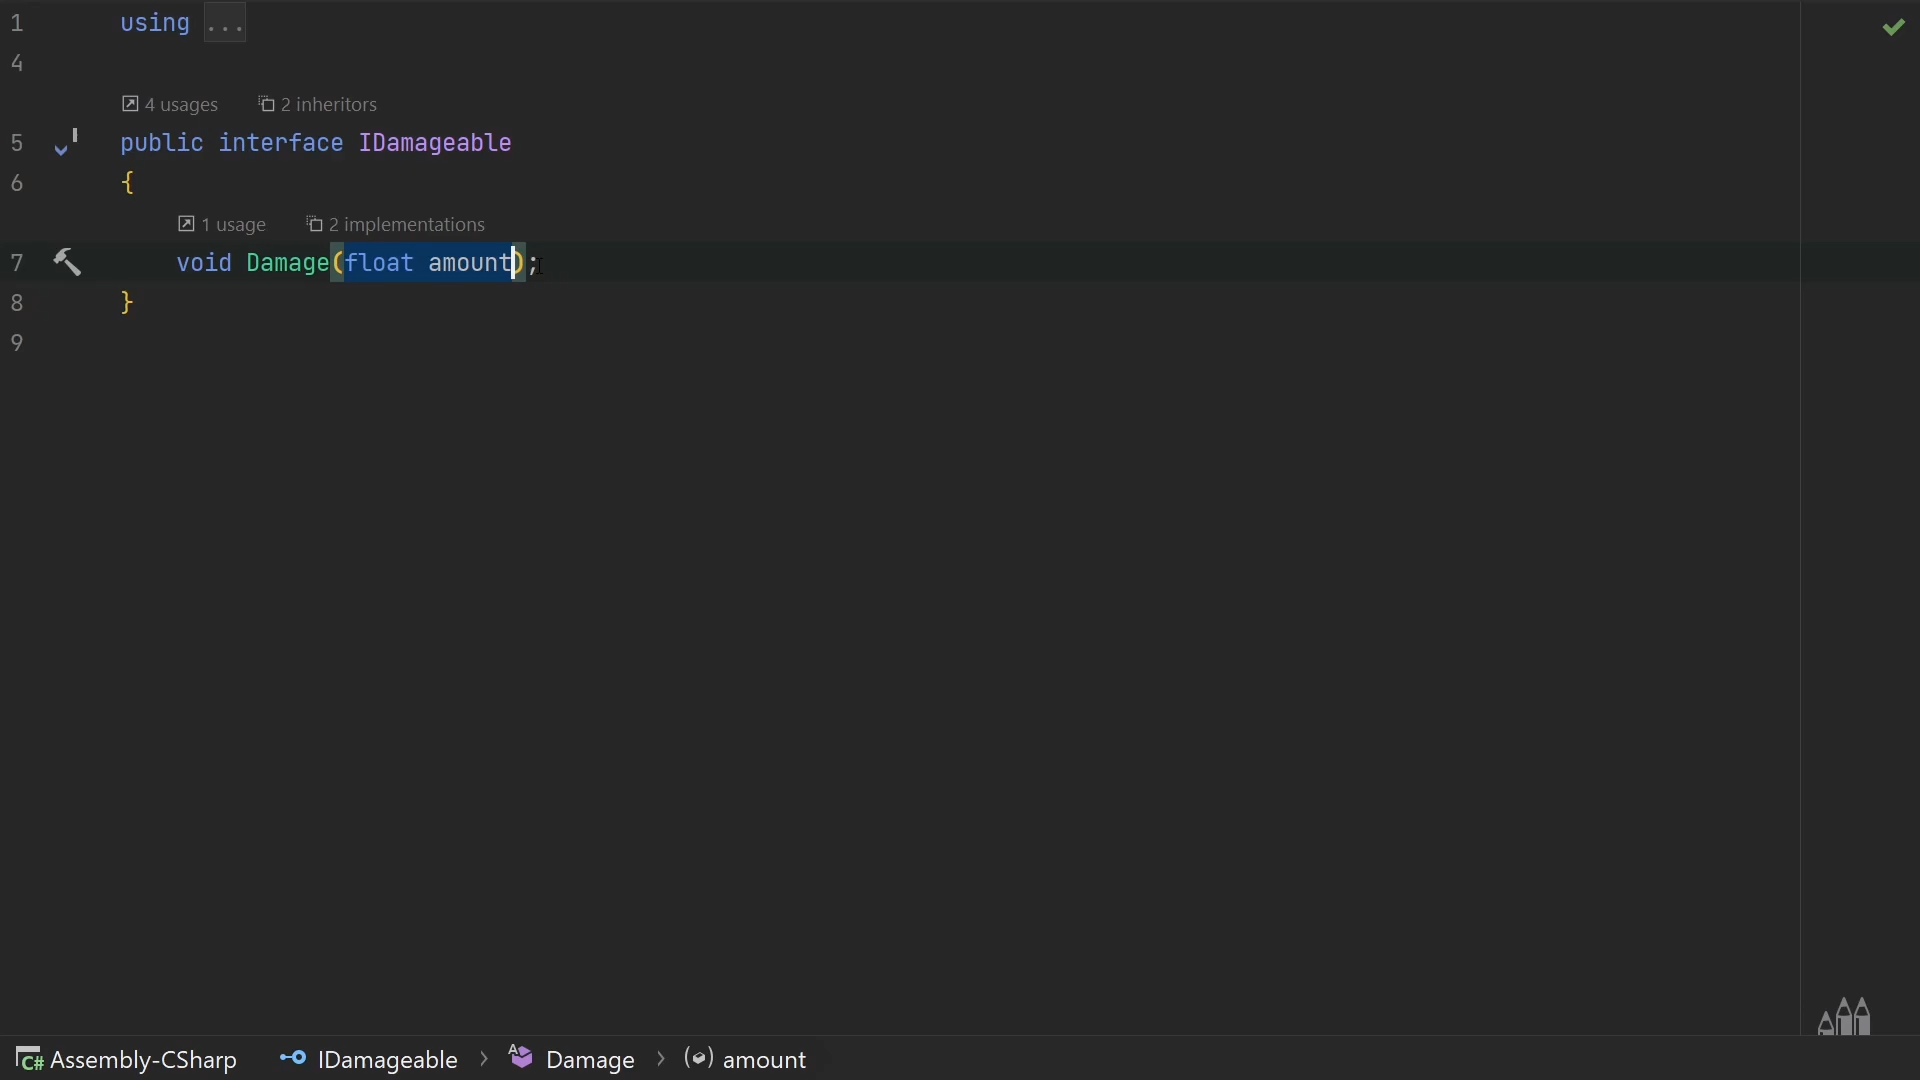 1 using ...
4
4 usages 2 inheritors
5 public interface IDamageable
6 {
1 usage 2 implementations
7 void Damage(float amount);
8 }
9
C# Assembly-CSharp IDamageable > Damage > amount